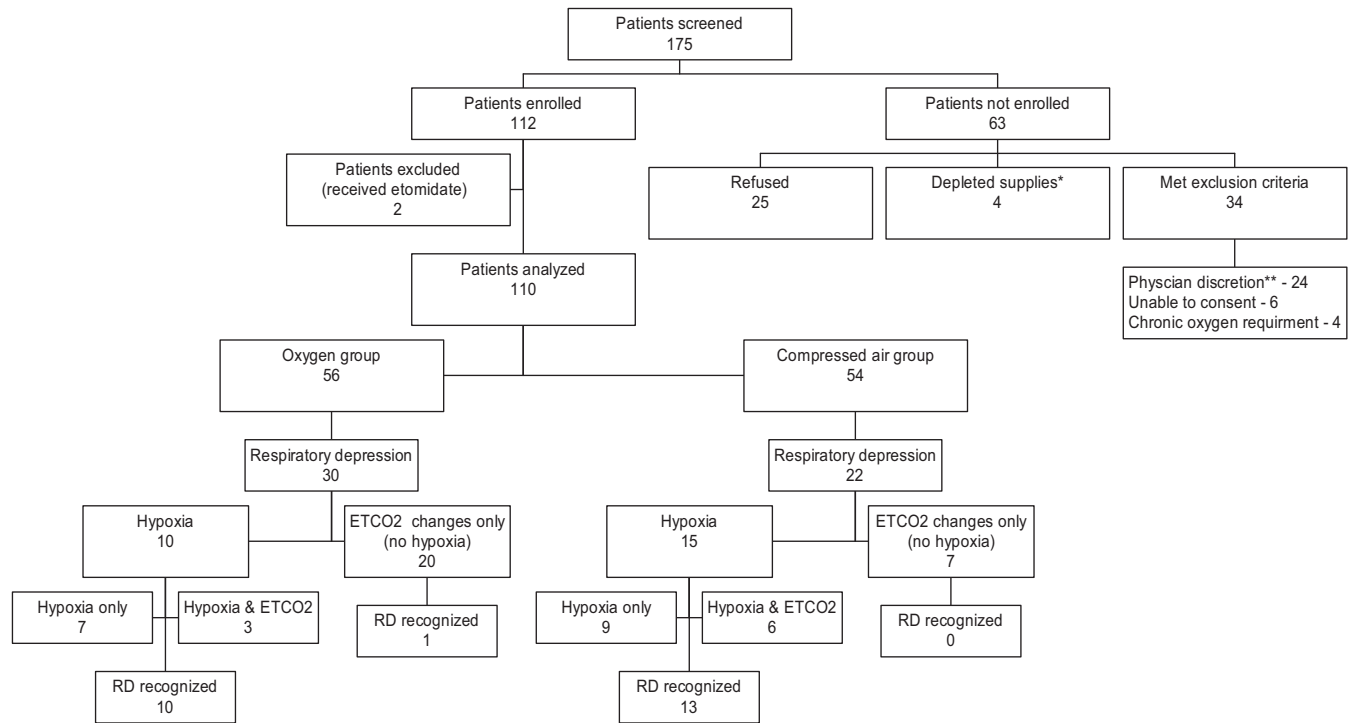 Patients screened
175
Patients enrolled
112
Patients not enrolled
63
Patients excluded
(received etomidate)
2
Refused
25
Depleted supplies*
4
Met exclusion criteria
34
Patients analyzed
110
Physcian discretion** - 24
Unable to consent - 6
Chronic oxygen requirment - 4
Oxygen group
56
Compressed air group
54
Respiratory depression
30
Respiratory depression
22
Hypoxia
10
ETCO2 changes only
(no hypoxia)
20
Hypoxia
15
ETCO2 changes only
(no hypoxia)
7
Hypoxia only
7
Hypoxia & ETCO2
3
RD recognized
1
Hypoxia only
9
Hypoxia & ETCO2
6
RD recognized
0
RD recognized
10
RD recognized
13